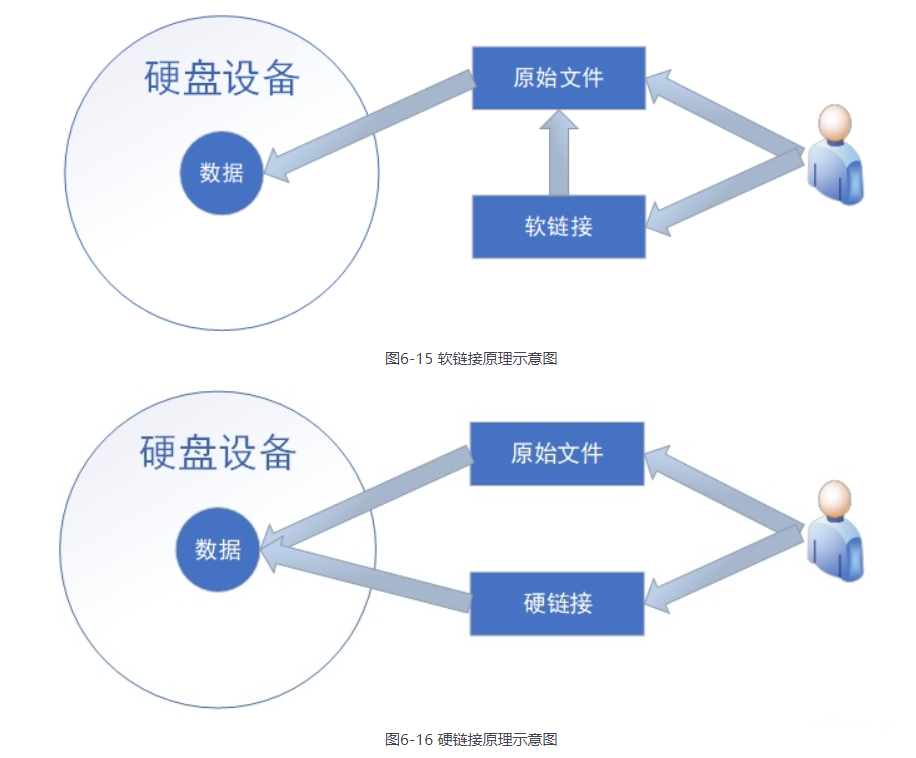 硬盘设备
原始文件
数据
软链接
图6-15 软链接原理示意图
硬盘设备
原始文件
数据
硬链接
图6-16 硬链接原理示意图